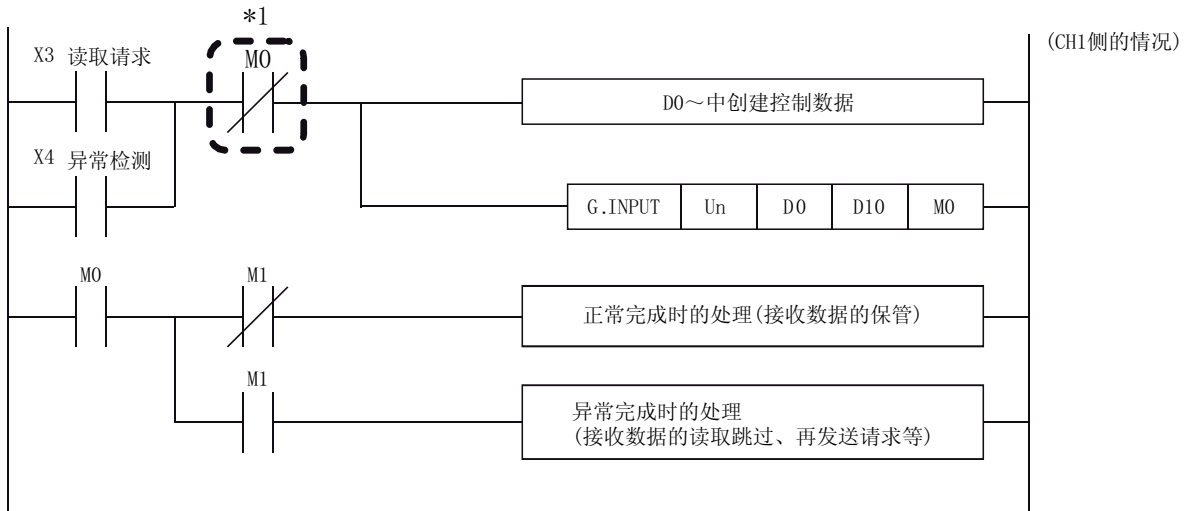 *1
(CH1侧的情况)
X3 读取请求
M0
D0～中创建控制数据
X4 异常检测
G.INPUT Un D0 D10 M0
M0
M1
正常完成时的处理(接收数据的保管)
M1
异常完成时的处理
(接收数据的读取跳过、再发送请求等)